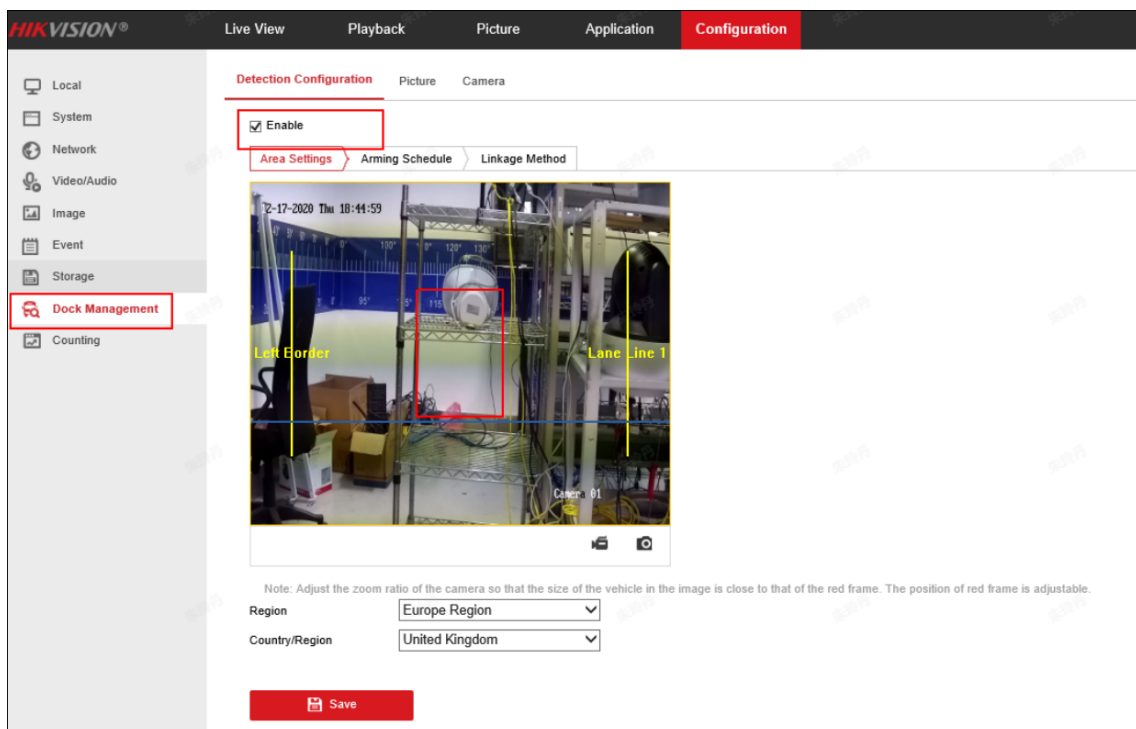 HIKVISION®
Live View
Playback
Picture
Application
Configuration
Local
System
Network
Video/Audio
Image
Event
Storage
Dock Management
Counting
Detection Configuration
Picture
Camera
Enable
Area Settings
Arming Schedule
Linkage Method
2-17-2020 Thu 18:44:59
Left Border
Lane Line 1
Camera 01
Note: Adjust the zoom ratio of the camera so that the size of the vehicle in the image is close to that of the red frame. The position of red frame is adjustable.
Region
Europe Region
Country/Region
United Kingdom
Save